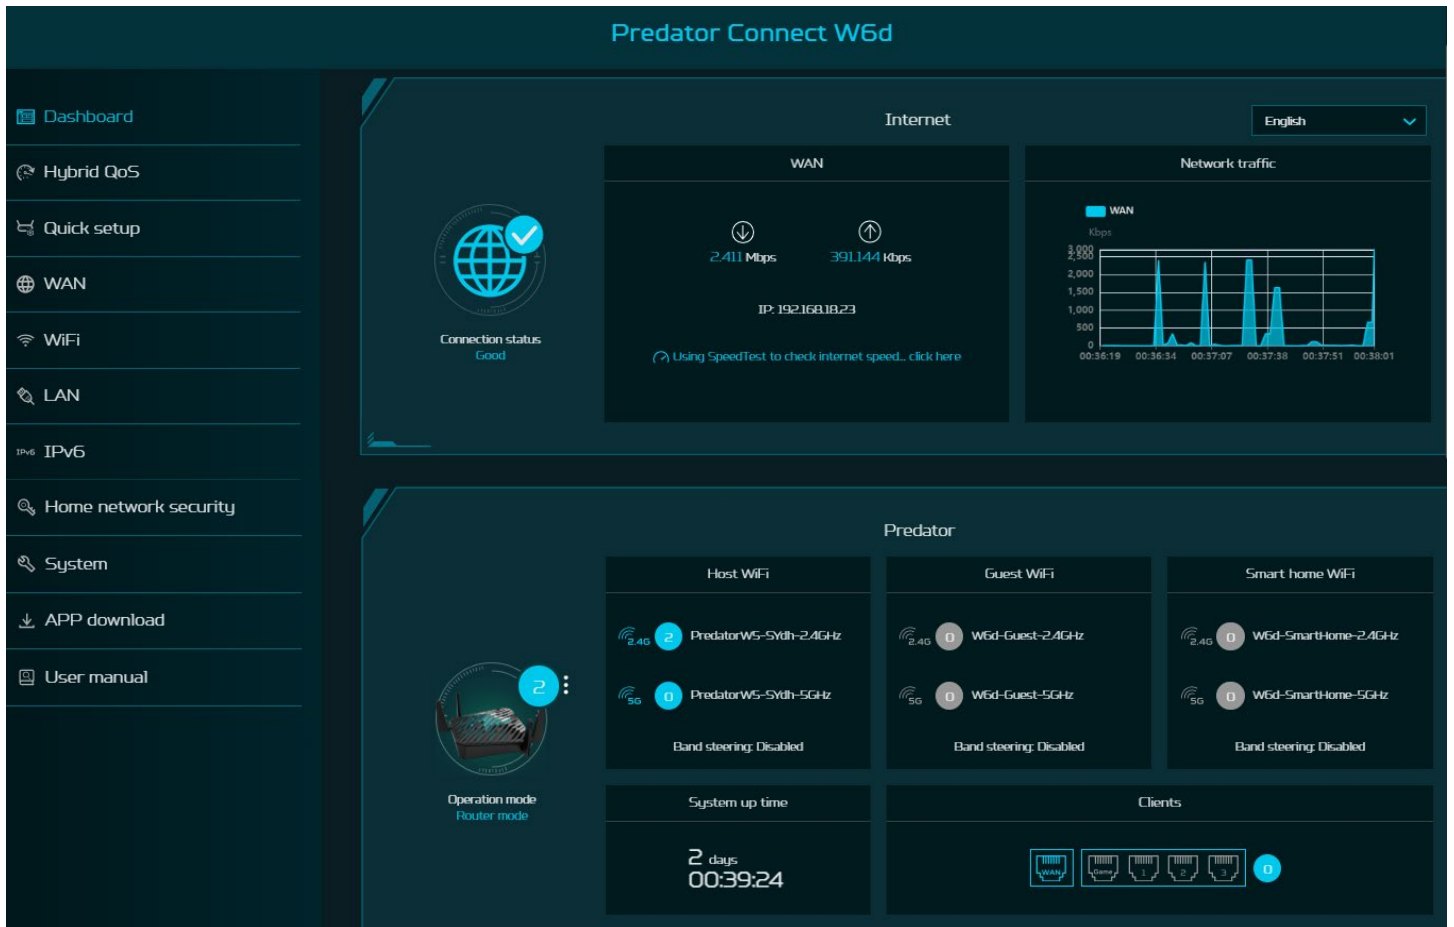 Predator Connect W6d
Dashboard
Hybrid QoS
Quick setup
WAN
WiFi
LAN
IPv6 IPv6
Home network security
System
APP download
User manual
Internet
English
Connection status
Good
WAN
2.411 Mbps 391.144 Kbps
IP: 192.168.18.23
Using SpeedTest to check internet speed... click here
Network traffic
WAN
Kbps
3,000
2,500
2,000
1,500
1,000
500
0
00:36:19 00:36:34 00:37:07 00:37:38 00:37:51 00:38:01
Predator
2
Operation mode
Router mode
Host WiFi
2.4G 2 PredatorW5-SYdh-2.4GHz
5G 0 PredatorW5-SYdh-5GHz
Band steering: Disabled
Guest WiFi
2.4G 0 W6d-Guest-2.4GHz
5G 0 W6d-Guest-5GHz
Band steering: Disabled
Smart home WiFi
2.4G 0 W6d-SmartHome-2.4GHz
5G 0 W6d-SmartHome-5GHz
Band steering: Disabled
System up time
2 days
00:39:24
Clients
WAN Game 1 2 3 0